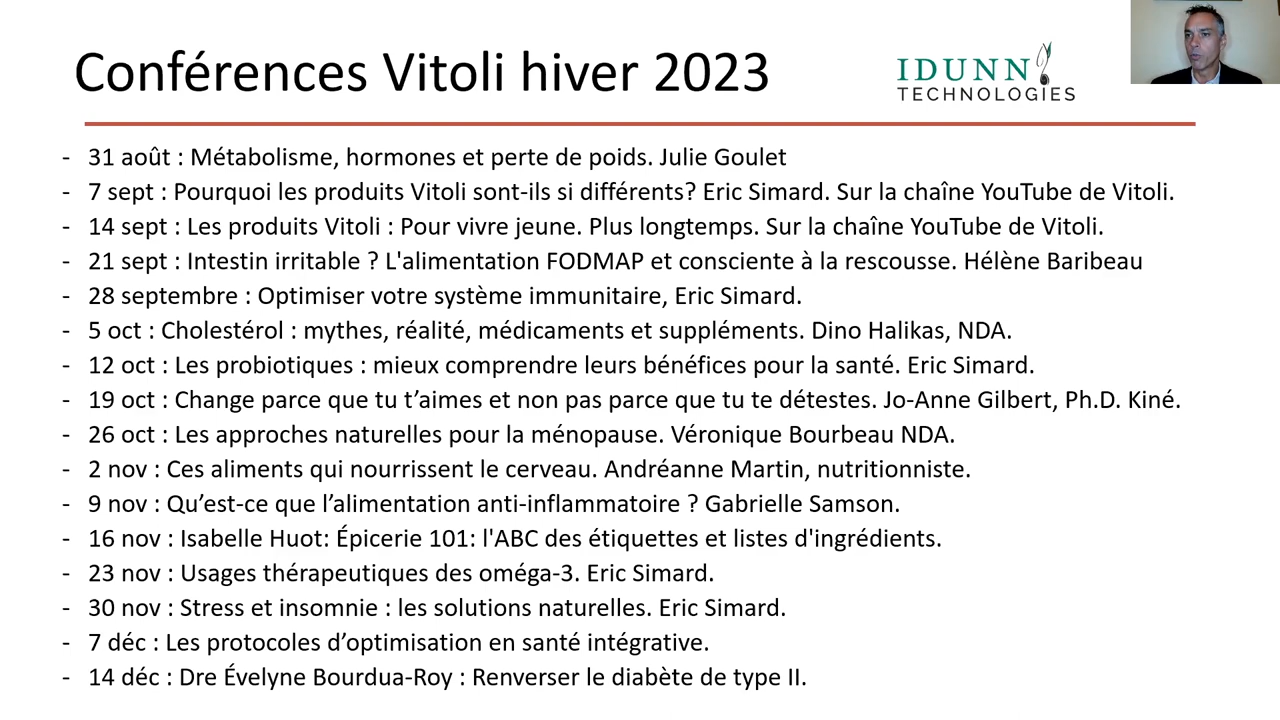 Conférences Vitoli hiver 2023
IDUNN
TECHNOLOGIES
- 31 août : Métabolisme, hormones et perte de poids. Julie Goulet
- 7 sept : Pourquoi les produits Vitoli sont-ils si différents? Eric Simard. Sur la chaîne YouTube de Vitoli.
- 14 sept : Les produits Vitoli : Pour vivre jeune. Plus longtemps. Sur la chaîne YouTube de Vitoli.
- 21 sept : Intestin irritable ? L'alimentation FODMAP et consciente à la rescousse. Hélène Baribeau
- 28 septembre : Optimiser votre système immunitaire, Eric Simard.
- 5 oct : Cholestérol : mythes, réalité, médicaments et suppléments. Dino Halikas, NDA.
- 12 oct : Les probiotiques : mieux comprendre leurs bénéfices pour la santé. Eric Simard.
- 19 oct : Change parce que tu t’aimes et non pas parce que tu te détestes. Jo-Anne Gilbert, Ph.D. Kiné.
- 26 oct : Les approches naturelles pour la ménopause. Véronique Bourbeau NDA.
- 2 nov : Ces aliments qui nourrissent le cerveau. Andréanne Martin, nutritionniste.
- 9 nov : Qu’est-ce que l’alimentation anti-inflammatoire ? Gabrielle Samson.
- 16 nov : Isabelle Huot: Épicerie 101: l'ABC des étiquettes et listes d'ingrédients.
- 23 nov : Usages thérapeutiques des oméga-3. Eric Simard.
- 30 nov : Stress et insomnie : les solutions naturelles. Eric Simard.
- 7 déc : Les protocoles d’optimisation en santé intégrative.
- 14 déc : Dre Évelyne Bourdua-Roy : Renverser le diabète de type II.